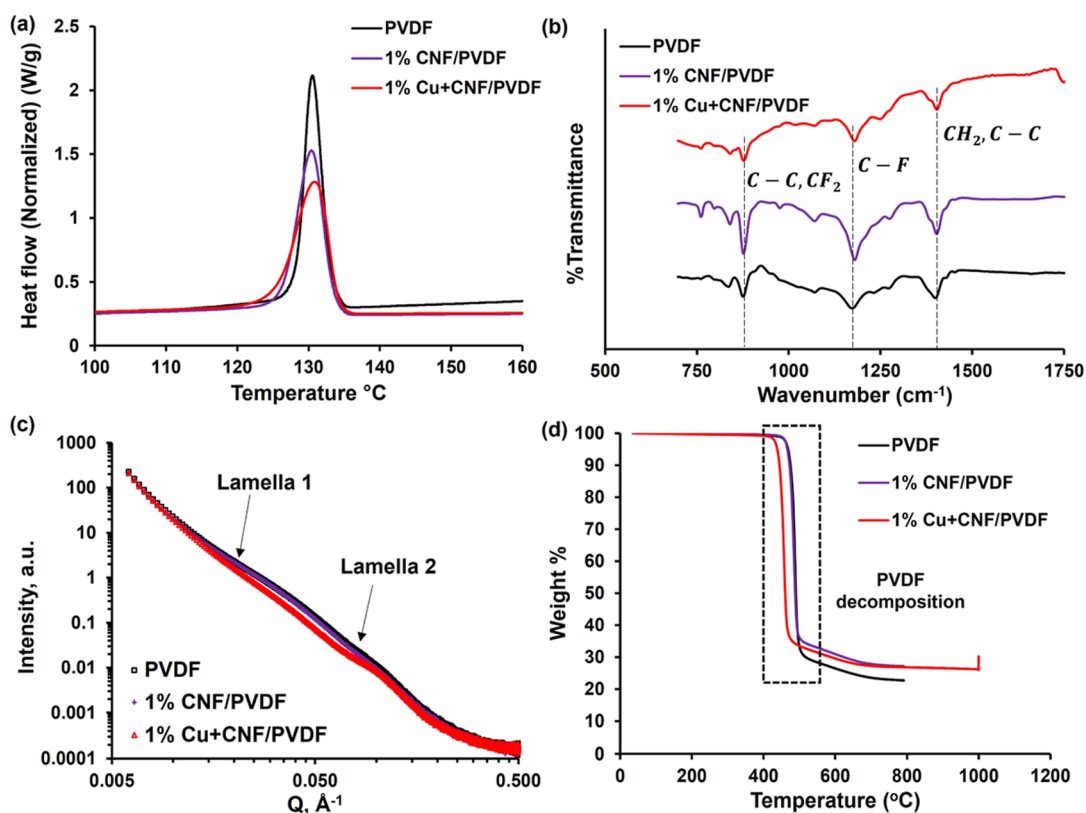 (a)
2.5
2
1.5
1
0.5
0
Heat flow (Normalized) (W/g)
PVDF
1% CNF/PVDF
1% Cu+CNF/PVDF
100 110 120 130 140 150 160
Temperature °C
(b)
PVDF
1% CNF/PVDF
1% Cu+CNF/PVDF
CH₂, C – C
C – F
C – C, CF₂
%Transmittance
500 750 1000 1250 1500 1750
Wavenumber (cm⁻¹)
(c)
1000
100
10
1
0.1
0.01
0.001
0.0001
Intensity, a.u.
Lamella 1
Lamella 2
PVDF
1% CNF/PVDF
1% Cu+CNF/PVDF
0.005 0.050 0.500
Q, Å⁻¹
(d)
100
90
80
70
60
50
40
30
20
10
0
Weight %
PVDF
1% CNF/PVDF
1% Cu+CNF/PVDF
PVDF
decomposition
0 200 400 600 800 1000 1200
Temperature (°C)